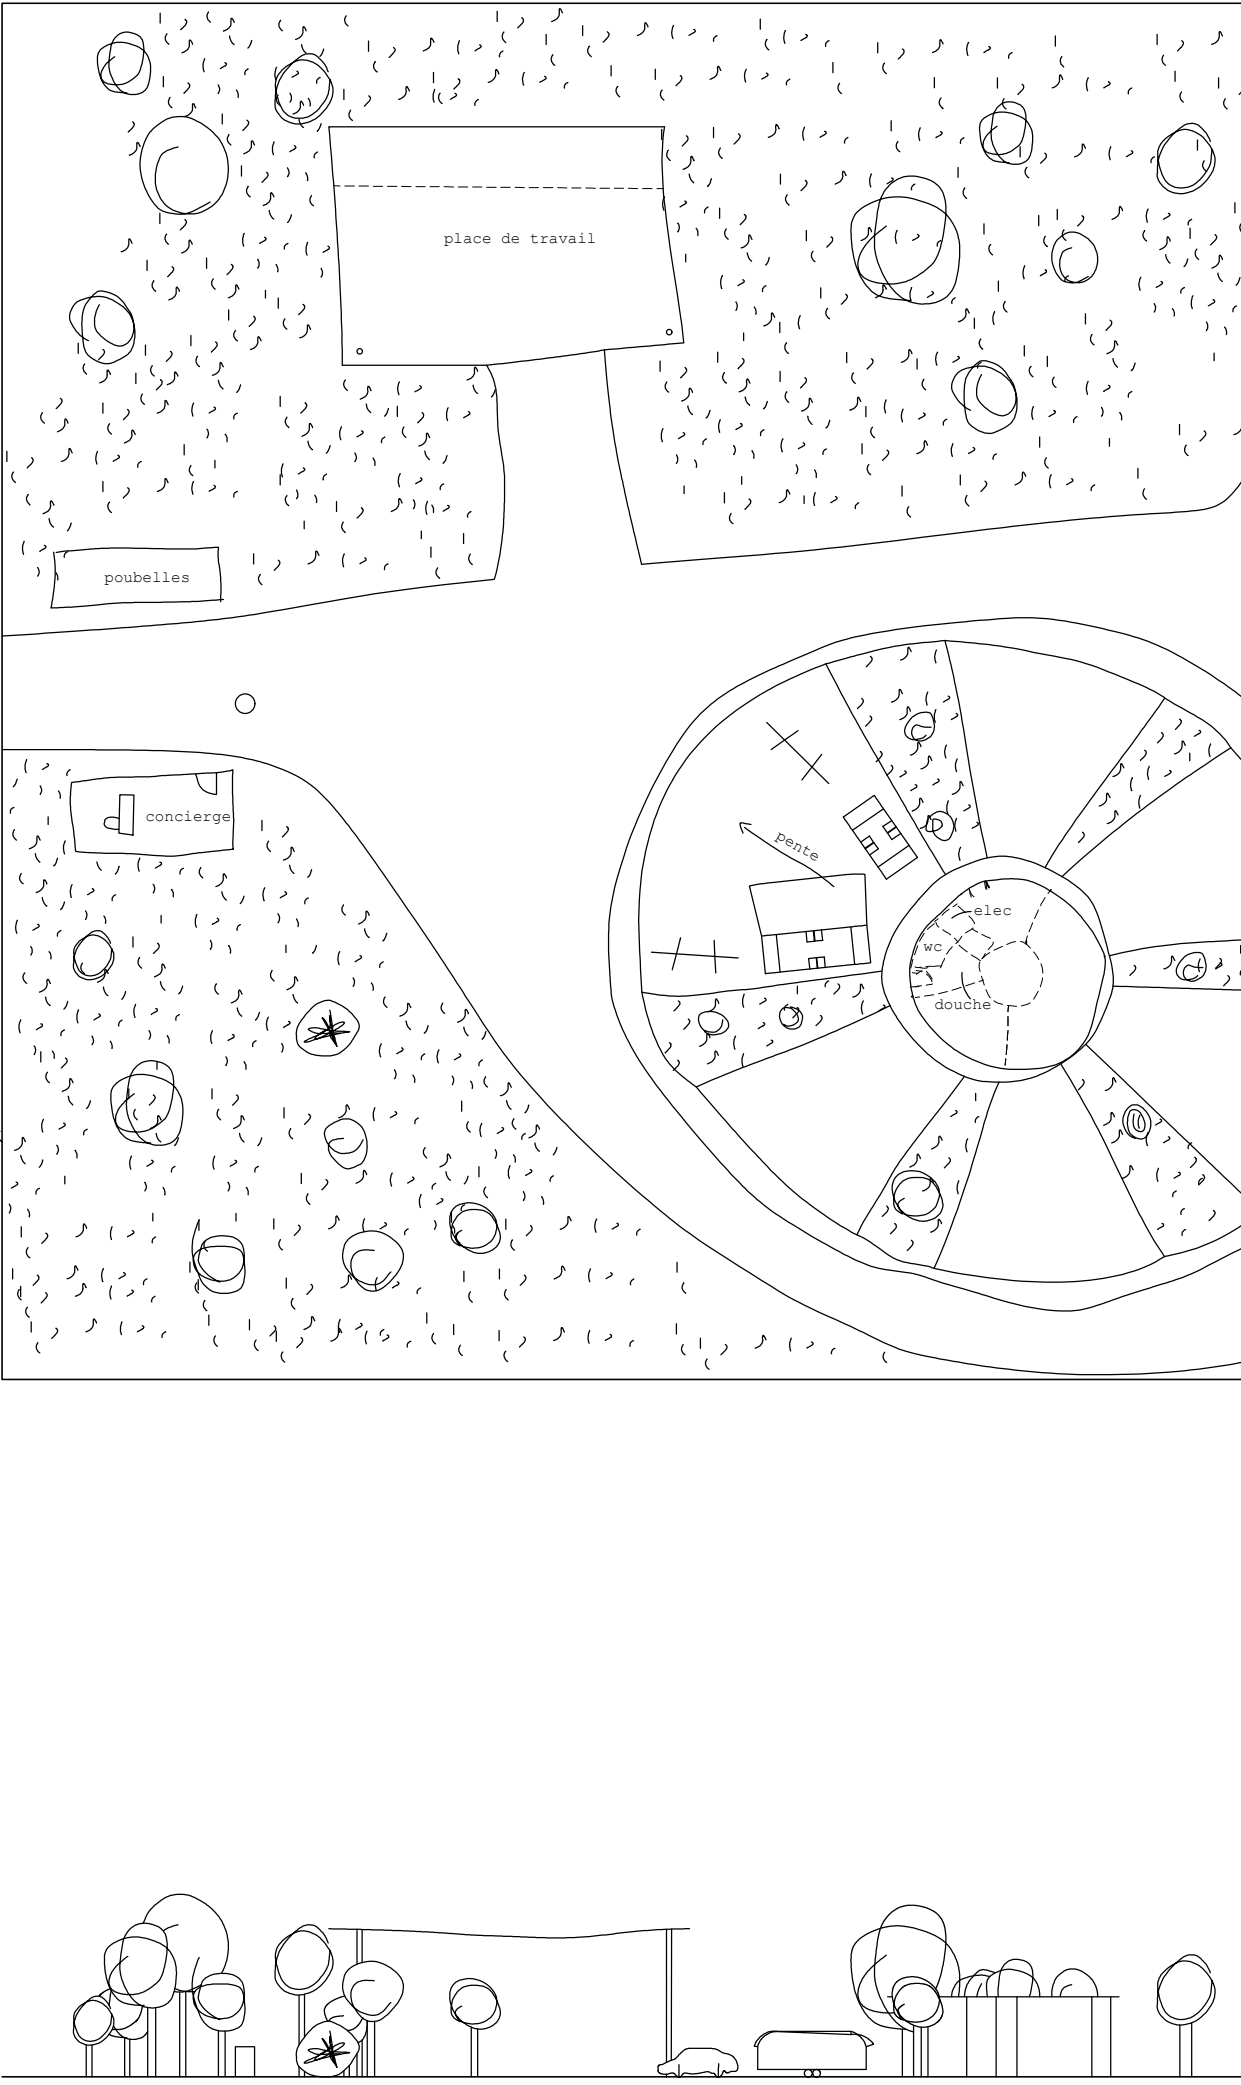 place de travail
poubelles
concierge
pente
elec
wc
douche